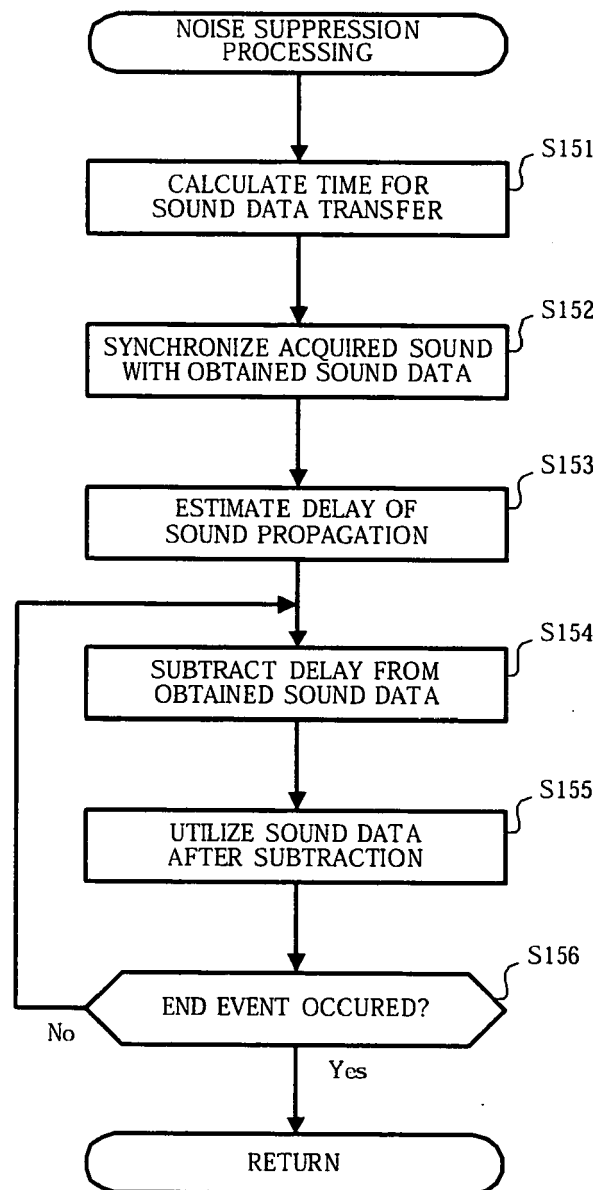 NOISE SUPPRESSION
PROCESSING
S151
CALCULATE TIME FOR
SOUND DATA TRANSFER
S152
SYNCHRONIZE ACQUIRED SOUND
WITH OBTAINED SOUND DATA
S153
ESTIMATE DELAY OF
SOUND PROPAGATION
S154
SUBTRACT DELAY FROM
OBTAINED SOUND DATA
S155
UTILIZE SOUND DATA
AFTER SUBTRACTION
S156
END EVENT OCCURED?
No
Yes
RETURN